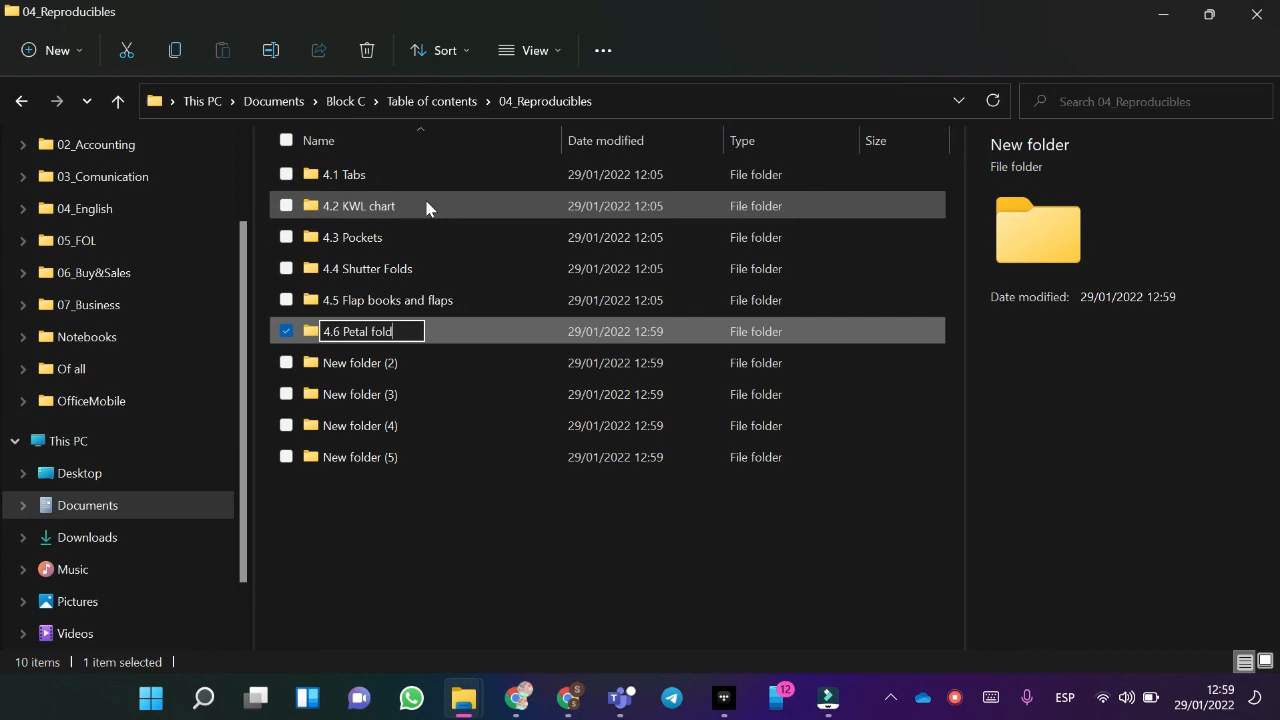 04_Reproducibles
New
Sort
View
This PC
Documents
Block C
Table of contents
04_Reproducibles
Search 04_Reproducibles
02_Accounting
03_Comunication
04_English
05_FOL
06_Buy&Sales
07_Business
Notebooks
Of all
OfficeMobile
This PC
Desktop
Documents
Downloads
Music
Pictures
Videos
Name Date modified Type Size
4.1 Tabs 29/01/2022 12:05 File folder
4.2 KWL chart 29/01/2022 12:05 File folder
4.3 Pockets 29/01/2022 12:05 File folder
4.4 Shutter Folds 29/01/2022 12:05 File folder
4.5 Flap books and flaps 29/01/2022 12:05 File folder
4.6 Petal fold 29/01/2022 12:59 File folder
New folder (2) 29/01/2022 12:59 File folder
New folder (3) 29/01/2022 12:59 File folder
New folder (4) 29/01/2022 12:59 File folder
New folder (5) 29/01/2022 12:59 File folder
New folder
File folder
Date modified: 29/01/2022 12:59
10 items
1 item selected
S
12
ESP
12:59
29/01/2022